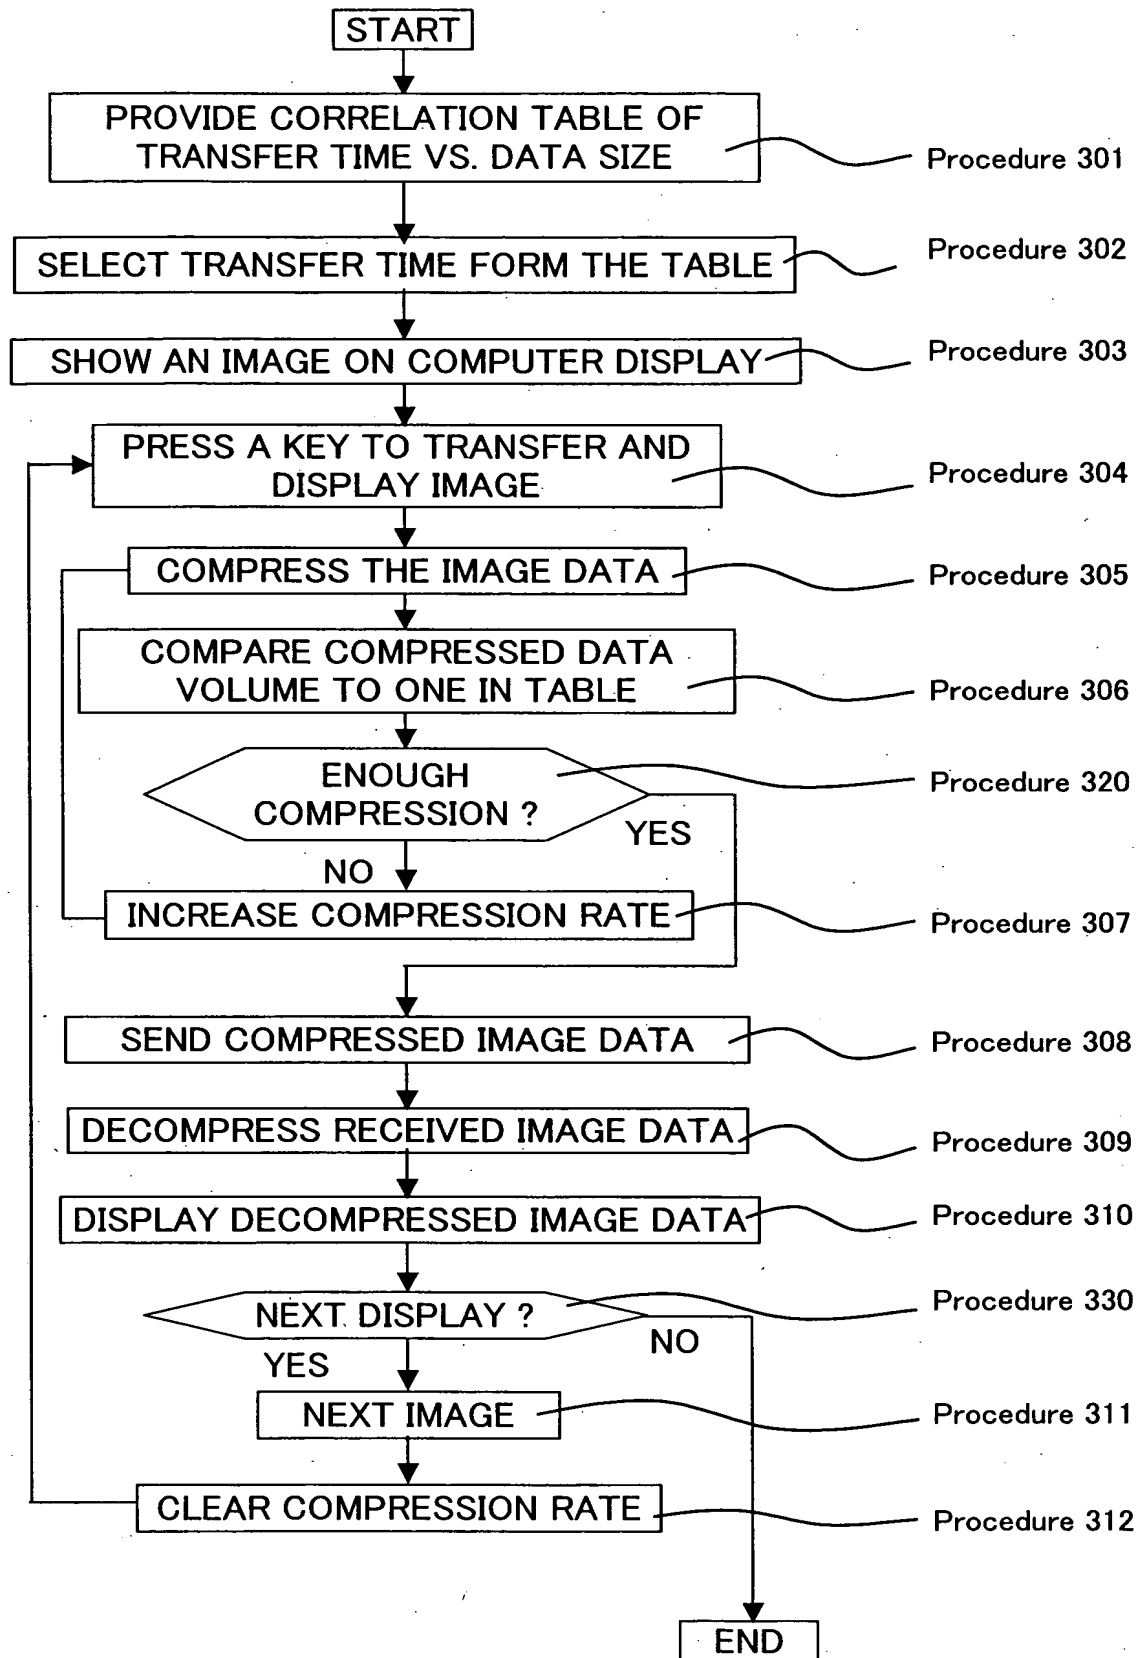 START
PROVIDE CORRELATION TABLE OF
TRANSFER TIME VS. DATA SIZE
Procedure 301
SELECT TRANSFER TIME FORM THE TABLE
Procedure 302
SHOW AN IMAGE ON COMPUTER DISPLAY
Procedure 303
PRESS A KEY TO TRANSFER AND
DISPLAY IMAGE
Procedure 304
COMPRESS THE IMAGE DATA
Procedure 305
COMPARE COMPRESSED DATA
VOLUME TO ONE IN TABLE
Procedure 306
ENOUGH
COMPRESSION ?
Procedure 320
YES
NO
INCREASE COMPRESSION RATE
Procedure 307
SEND COMPRESSED IMAGE DATA
Procedure 308
DECOMPRESS RECEIVED IMAGE DATA
Procedure 309
DISPLAY DECOMPRESSED IMAGE DATA
Procedure 310
NEXT DISPLAY ?
Procedure 330
NO
YES
NEXT IMAGE
Procedure 311
CLEAR COMPRESSION RATE
Procedure 312
END